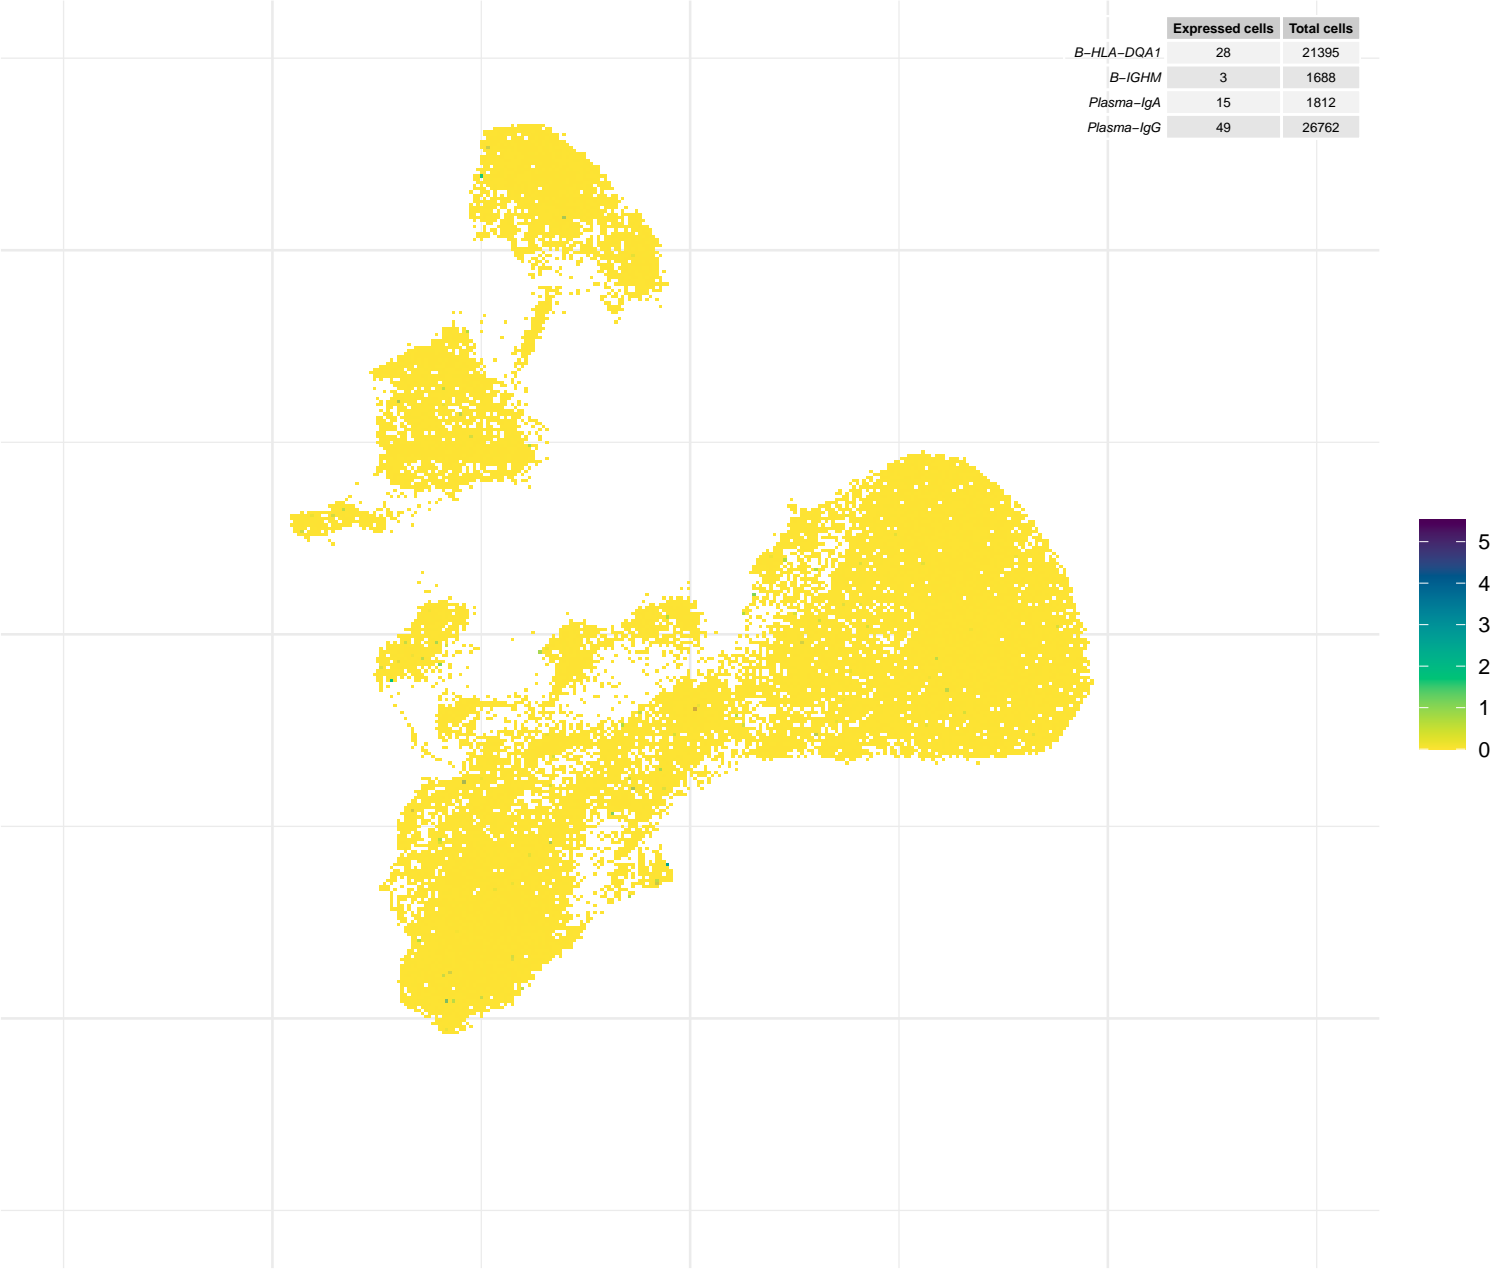 Expressed cells Total cells
B−HLA−DQA1 28 21395
B−IGHM 3 1688
Plasma−IgA 15 1812
Plasma−IgG 49 26762
5
4
3
2
1
0